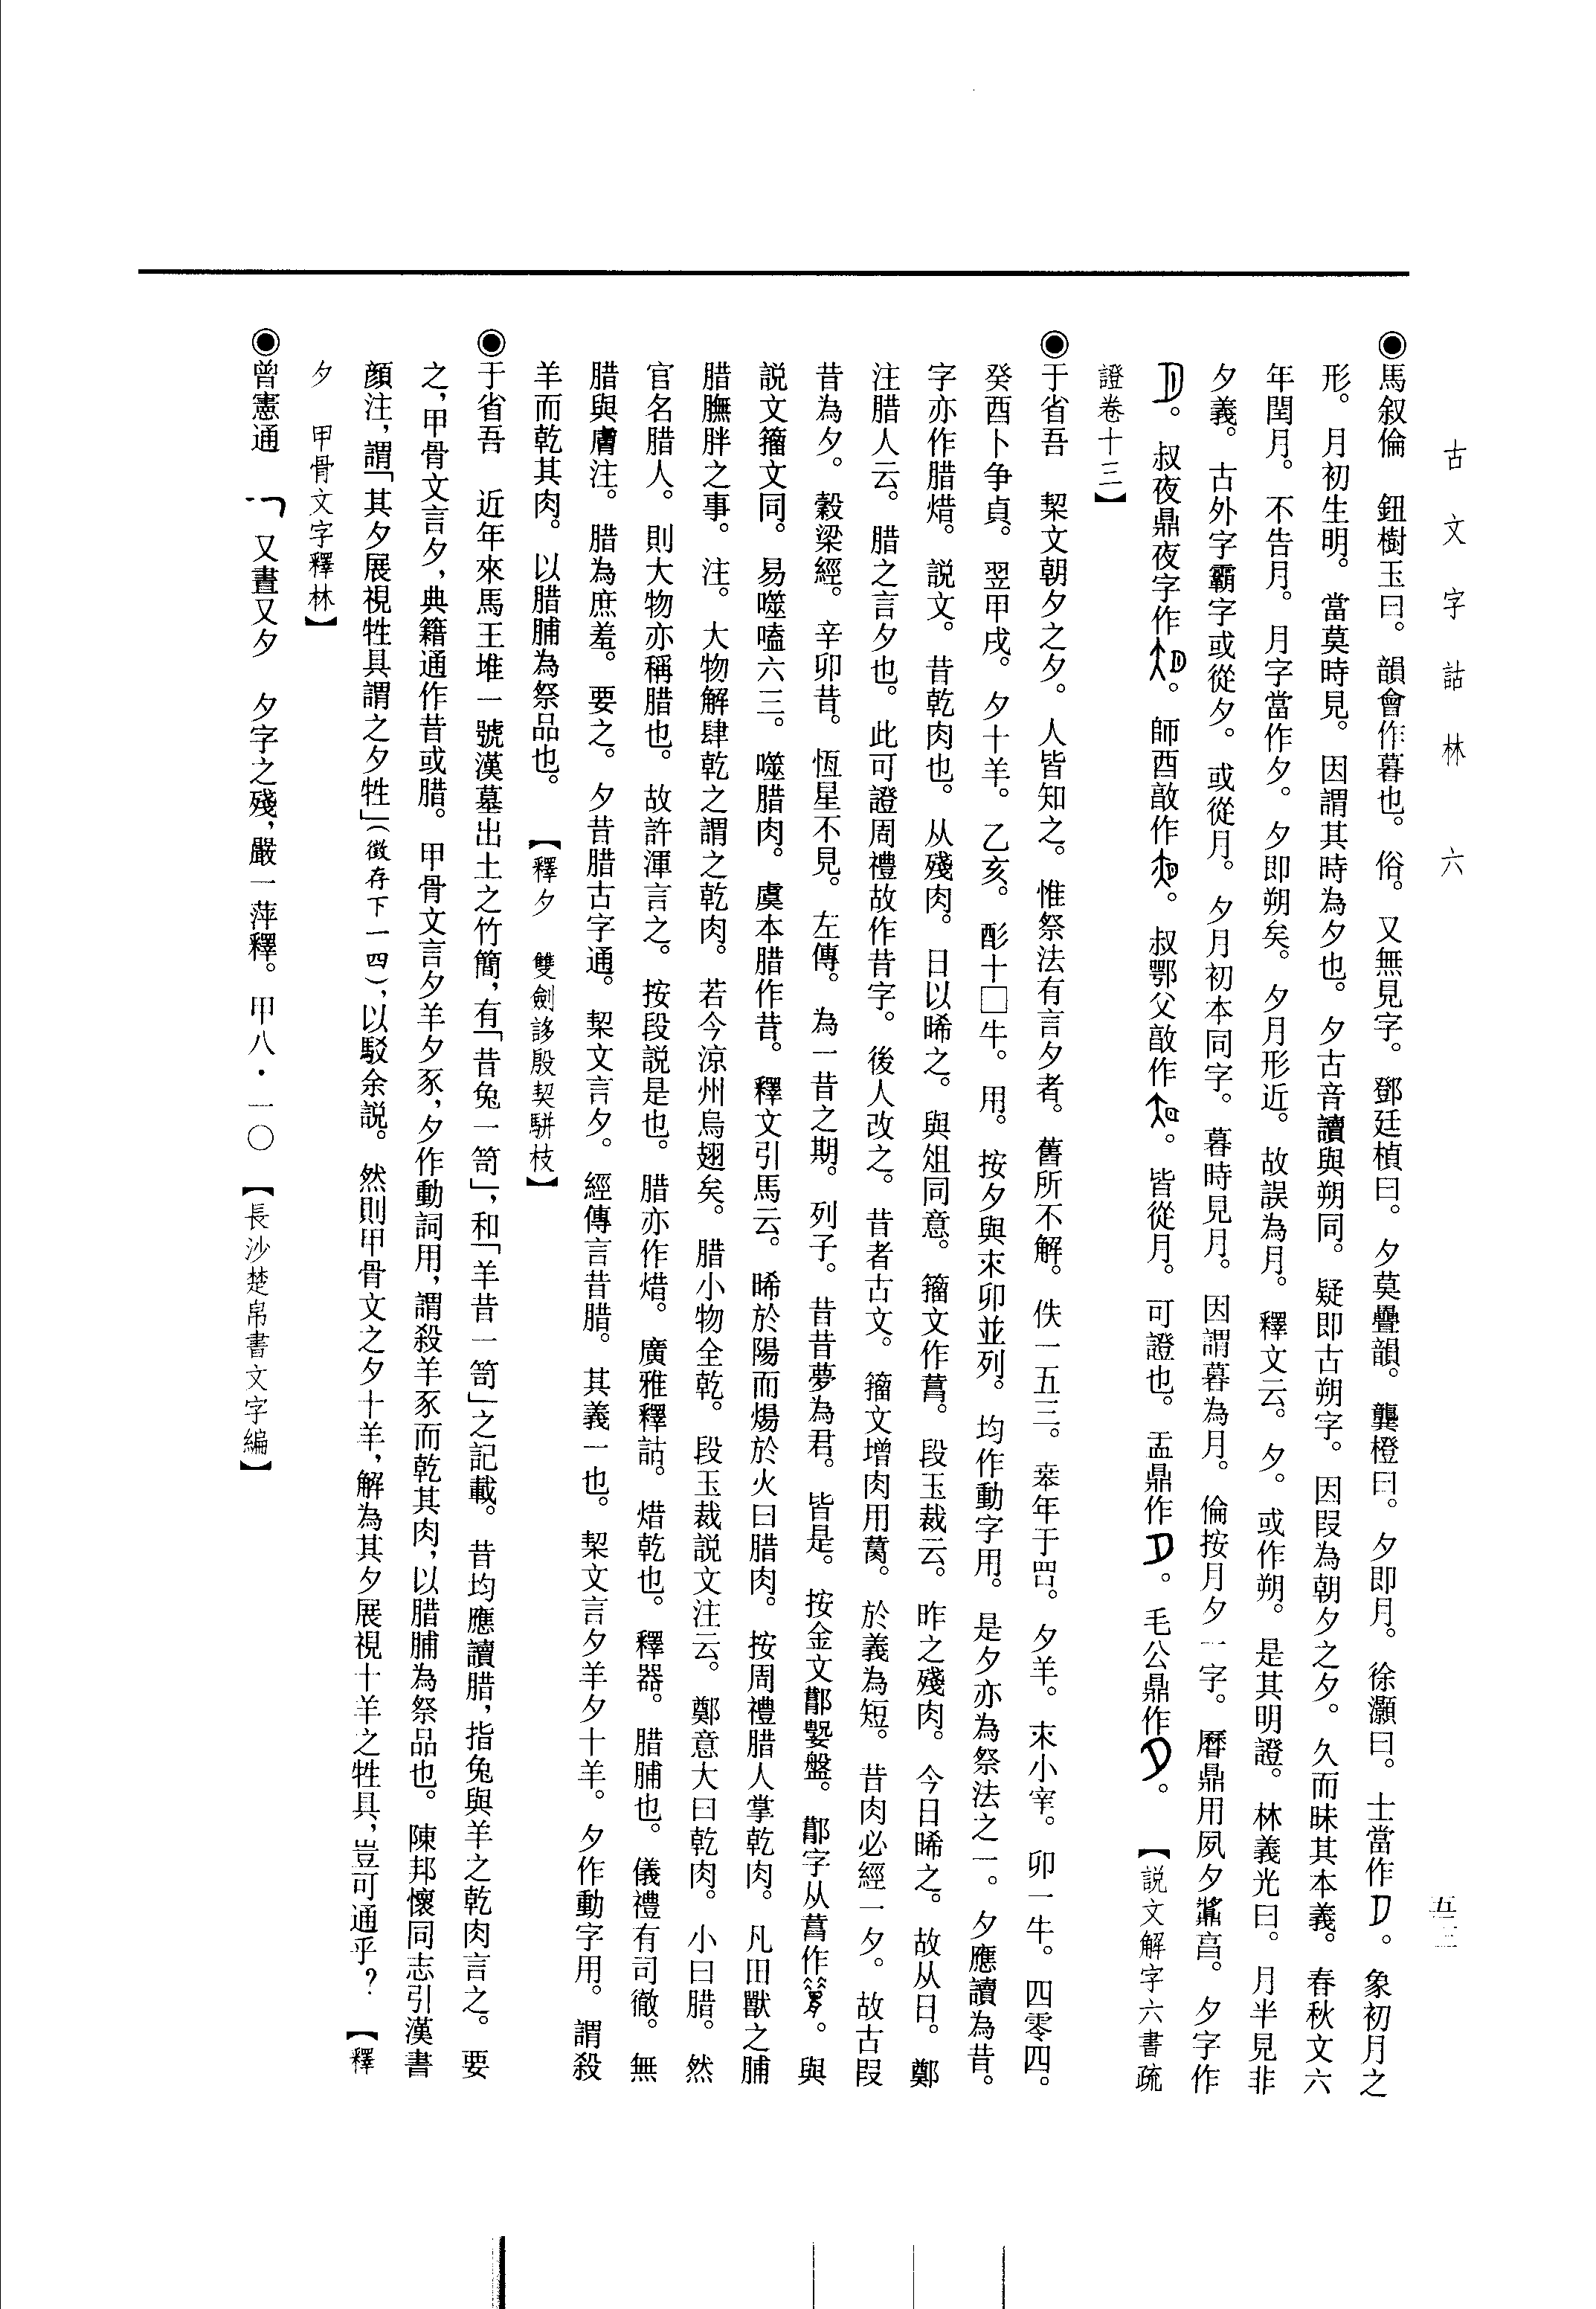 古文字詁林　六
五三
◉馬叙倫　鈕樹玉曰。韻會作暮也。俗。又無見字。鄧廷楨曰。夕莫疊韻。龔橙曰。夕即月。徐灝曰。士當作。象初月之
形。月初生明。當莫時見。因謂其時為夕也。夕古音讀與朔同。疑即古朔字。因叚為朝夕之夕。久而昧其本義。春秋文六
年閏月。不告月。月字當作夕。夕即朔矣。夕月形近。故誤為月。釋文云。夕。或作朔。是其明證。林義光曰。月半見非
夕義。古外字霸字或從夕。或從月。夕月初本同字。暮時見月。因謂暮為月。倫按月夕一字。曆鼎用夙夕䵼亯。夕字作
。叔夜鼎夜字作。師酉敢作。叔鄂父敢作。皆從月。可證也。盂鼎作。毛公鼎作。　【説文解字六書疏
證卷十三】
◉于省吾　栔文朝夕之夕。人皆知之。惟祭法有言夕者。舊所不解。佚一五三。𠦪年于𡆥。夕羊。㞢小宰。卯一牛。四零四。
癸酉卜争貞。翌甲戌。夕十羊。乙亥。酌十□牛。用。按夕與㞢卯並列。均作動字用。是夕亦為祭法之一。夕應讀為昔。
字亦作腊焟。説文。昔乾肉也。从殘肉。日以晞之。與俎同意。籀文作𦠡。段玉裁云。昨之殘肉。今日晞之。故从日。鄭
注腊人云。腊之言夕也。此可證周禮故作昔字。後人改之。昔者古文。籀文增肉用蒚。於義為短。昔肉必經一夕。故古叚
昔為夕。穀梁經。辛卯昔。恆星不見。左傳。為一昔之期。列子。昔昔夢為君。皆是。按金文鄁嫛盤。鄁字从𦠡作。與
説文籀文同。易噬嗑六三。噬腊肉。虞本腊作昔。釋文引馬云。晞於陽而煬於火曰腊肉。按周禮腊人掌乾肉。凡田獸之脯
腊膴胖之事。注。大物解肆乾之謂之乾肉。若今涼州烏翅矣。腊小物全乾。段玉裁説文注云。鄭意大曰乾肉。小曰腊。然
官名腊人。則大物亦稱腊也。故許渾言之。按段説是也。腊亦作焟。廣雅釋詁。焟乾也。釋器。腊脯也。儀禮有司徹。無
腊與膚注。腊為庶羞。要之。夕昔腊古字通。栔文言夕。經傳言昔腊。其義一也。栔文言夕羊夕十羊。夕作動字用。謂殺
羊而乾其肉。以腊脯為祭品也。　【釋夕　雙劍誃殷契駢枝】
◉于省吾　近年來馬王堆一號漢墓出土之竹簡，有「昔兔一笥」，和「羊昔一笥」之記載。昔均應讀腊，指兔與羊之乾肉言之。要
之，甲骨文言夕，典籍通作昔或腊。甲骨文言夕羊夕豕，夕作動詞用，謂殺羊豕而乾其肉，以腊脯為祭品也。陳邦懷同志引漢書
顔注，謂「其夕展視牲具謂之夕牲」（徵存下一四），以駁余説。然則甲骨文之夕十羊，解為其夕展視十羊之牲具，豈可通乎？　【釋
夕　甲骨文字釋林】
◉曾憲通　又晝又夕　夕字之殘，嚴一萍釋。甲八·一〇　【長沙楚帛書文字編】